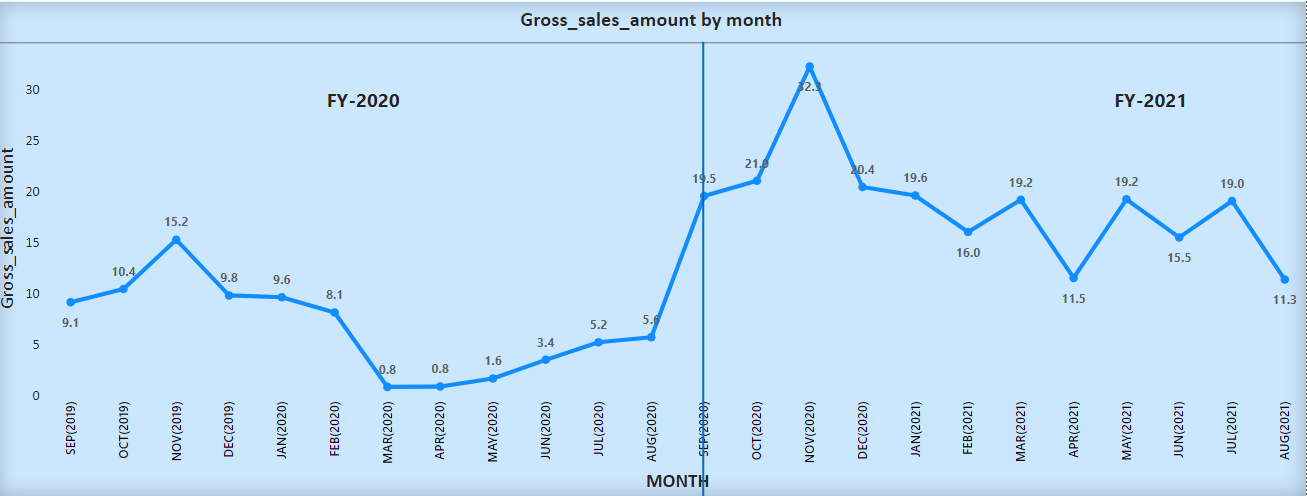 Gross_sales_amount by month
FY-2020
FY-2021
Gross_sales_amount
30
25
20
15
10
5
0
9.1
10.4
15.2
9.8
9.6
8.1
0.8
0.8
1.6
3.4
5.2
5.6
19.5
21.0
32.3
20.4
19.6
16.0
19.2
11.5
19.2
15.5
19.0
11.3
SEP(2019)
OCT(2019)
NOV(2019)
DEC(2019)
JAN(2020)
FEB(2020)
MAR(2020)
APR(2020)
MAY(2020)
JUN(2020)
JUL(2020)
AUG(2020)
SEP(2020)
OCT(2020)
NOV(2020)
DEC(2020)
JAN(2021)
FEB(2021)
MAR(2021)
APR(2021)
MAY(2021)
JUN(2021)
JUL(2021)
AUG(2021)
MONTH